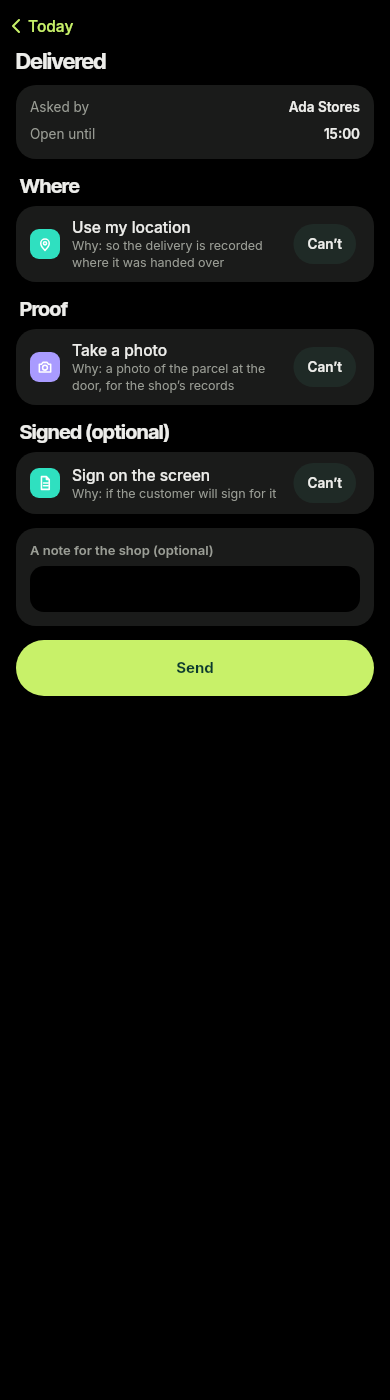 Today
Delivered
Asked by Ada Stores
Open until 15:00
Where
Use my location
Why: so the delivery is recorded
where it was handed over
Can’t
Proof
Take a photo
Why: a photo of the parcel at the
door, for the shop’s records
Can’t
Signed (optional)
Sign on the screen
Why: if the customer will sign for it
Can’t
A note for the shop (optional)
Send